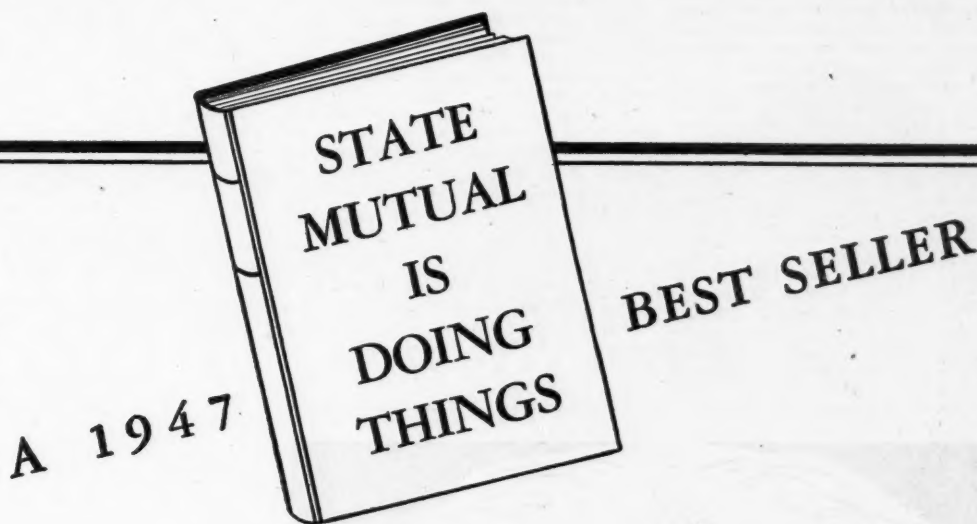 STATE
MUTUAL
IS
DOING
THINGS
A 1947 BEST SELLER